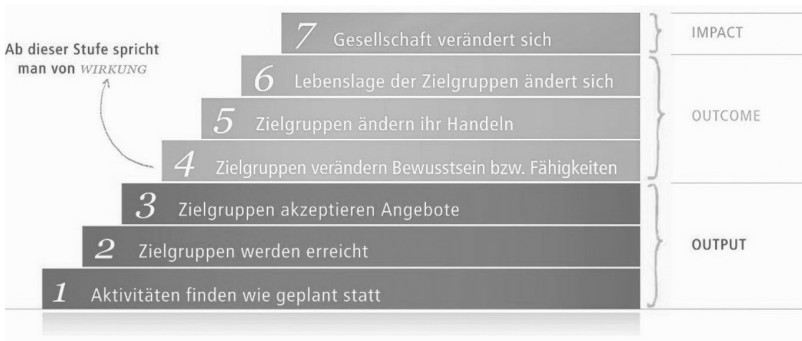 7 Gesellschaft verändert sich
IMPACT
Ab dieser Stufe spricht
man von WIRKUNG
6 Lebenslage der Zielgruppen ändert sich
5 Zielgruppen ändern ihr Handeln
OUTCOME
4 Zielgruppen verändern Bewusstsein bzw. Fähigkeiten
3 Zielgruppen akzeptieren Angebote
2 Zielgruppen werden erreicht
OUTPUT
1 Aktivitäten finden wie geplant statt